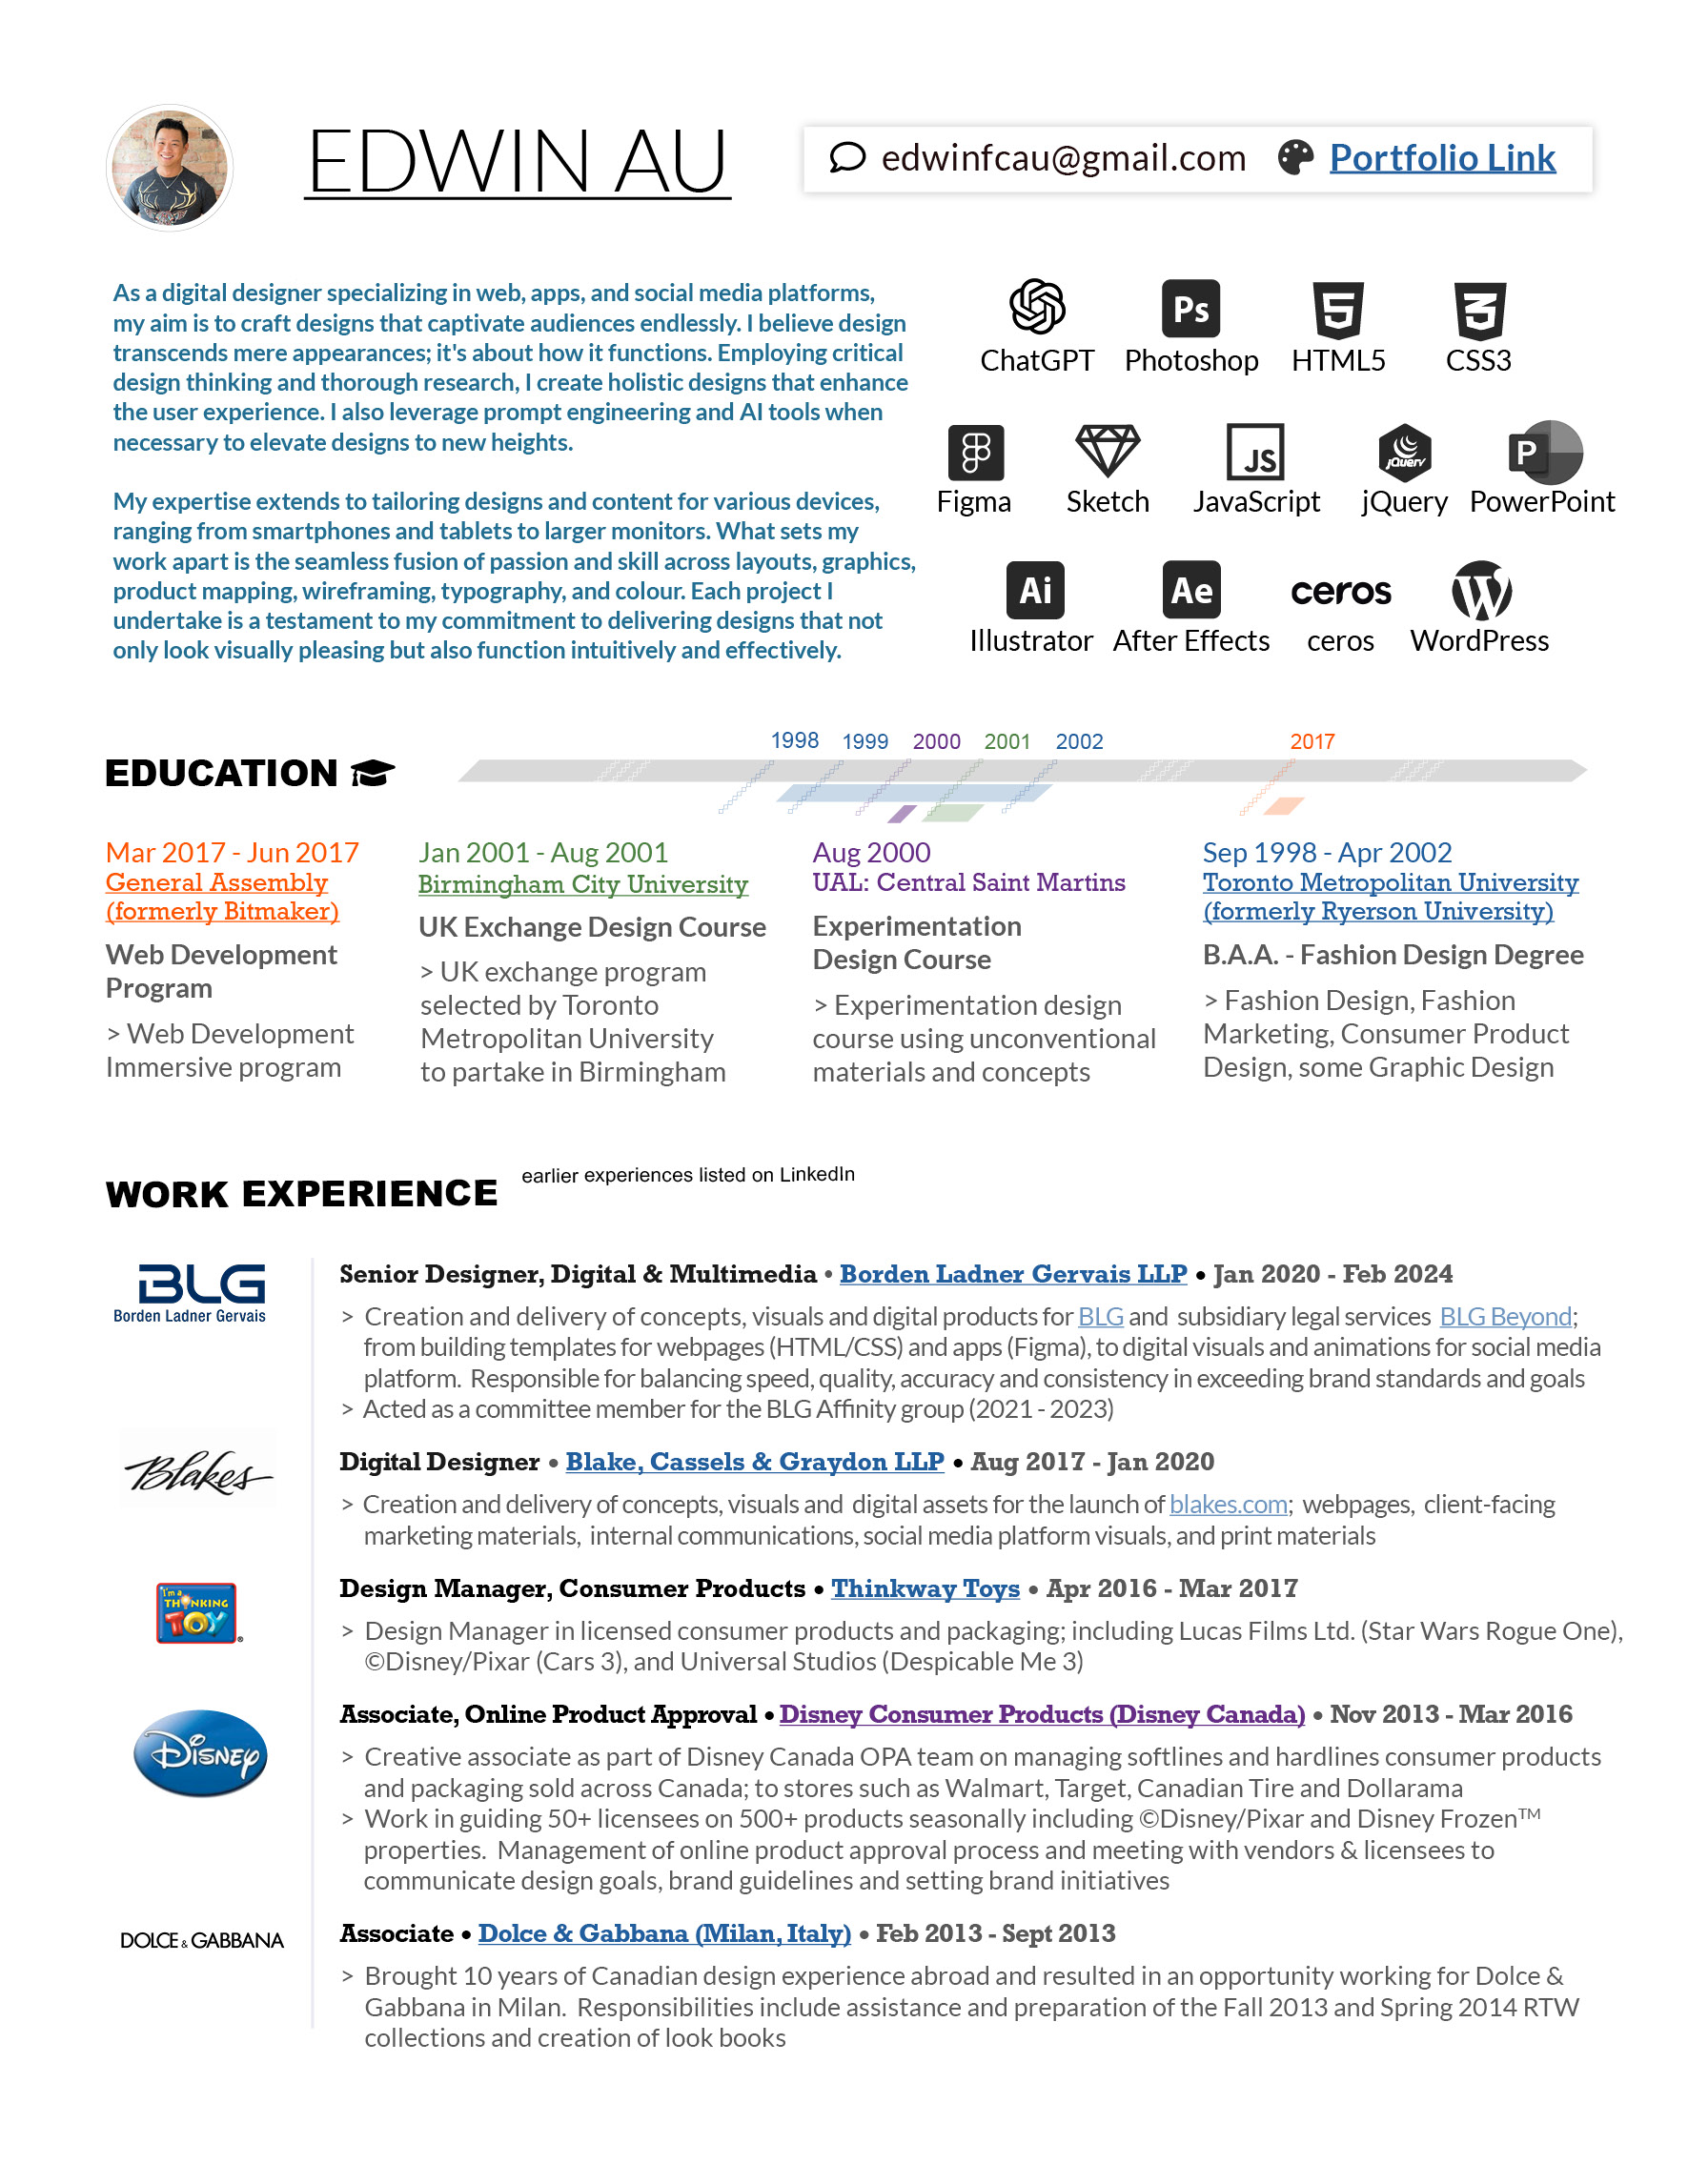 EDWIN AU
edwinfcau@gmail.com Portfolio Link
As a digital designer specializing in web, apps, and social media platforms,
my aim is to craft designs that captivate audiences endlessly. I believe design
transcends mere appearances; it's about how it functions. Employing critical
design thinking and thorough research, I create holistic designs that enhance
the user experience. I also leverage prompt engineering and AI tools when
necessary to elevate designs to new heights.
My expertise extends to tailoring designs and content for various devices,
ranging from smartphones and tablets to larger monitors. What sets my
work apart is the seamless fusion of passion and skill across layouts, graphics,
product mapping, wireframing, typography, and colour. Each project I
undertake is a testament to my commitment to delivering designs that not
only look visually pleasing but also function intuitively and effectively.
Ps 5 3
ChatGPT Photoshop HTML5 CSS3
JS jQuery P
Figma Sketch JavaScript jQuery PowerPoint
Ai Ae ceros W
Illustrator After Effects ceros WordPress
EDUCATION
1998 1999 2000 2001 2002 2017
Mar 2017 - Jun 2017
General Assembly
(formerly Bitmaker)
Web Development
Program
> Web Development
Immersive program
Jan 2001 - Aug 2001
Birmingham City University
UK Exchange Design Course
> UK exchange program
selected by Toronto
Metropolitan University
to partake in Birmingham
Aug 2000
UAL: Central Saint Martins
Experimentation
Design Course
> Experimentation design
course using unconventional
materials and concepts
Sep 1998 - Apr 2002
Toronto Metropolitan University
(formerly Ryerson University)
B.A.A. - Fashion Design Degree
> Fashion Design, Fashion
Marketing, Consumer Product
Design, some Graphic Design
WORK EXPERIENCE earlier experiences listed on LinkedIn
BLG
Borden Ladner Gervais
Senior Designer, Digital & Multimedia • Borden Ladner Gervais LLP • Jan 2020 - Feb 2024
> Creation and delivery of concepts, visuals and digital products for BLG and subsidiary legal services BLG Beyond;
from building templates for webpages (HTML/CSS) and apps (Figma), to digital visuals and animations for social media
platform. Responsible for balancing speed, quality, accuracy and consistency in exceeding brand standards and goals
> Acted as a committee member for the BLG Affinity group (2021 - 2023)
Blakes
Digital Designer • Blake, Cassels & Graydon LLP • Aug 2017 - Jan 2020
> Creation and delivery of concepts, visuals and digital assets for the launch of blakes.com; webpages, client-facing
marketing materials, internal communications, social media platform visuals, and print materials
I'm a
THINKING
TOY®
Design Manager, Consumer Products • Thinkway Toys • Apr 2016 - Mar 2017
> Design Manager in licensed consumer products and packaging; including Lucas Films Ltd. (Star Wars Rogue One),
©Disney/Pixar (Cars 3), and Universal Studios (Despicable Me 3)
Disney
Associate, Online Product Approval • Disney Consumer Products (Disney Canada) • Nov 2013 - Mar 2016
> Creative associate as part of Disney Canada OPA team on managing softlines and hardlines consumer products
and packaging sold across Canada; to stores such as Walmart, Target, Canadian Tire and Dollarama
> Work in guiding 50+ licensees on 500+ products seasonally including ©Disney/Pixar and Disney Frozen™
properties. Management of online product approval process and meeting with vendors & licensees to
communicate design goals, brand guidelines and setting brand initiatives
DOLCE & GABBANA
Associate • Dolce & Gabbana (Milan, Italy) • Feb 2013 - Sept 2013
> Brought 10 years of Canadian design experience abroad and resulted in an opportunity working for Dolce &
Gabbana in Milan. Responsibilities include assistance and preparation of the Fall 2013 and Spring 2014 RTW
collections and creation of look books